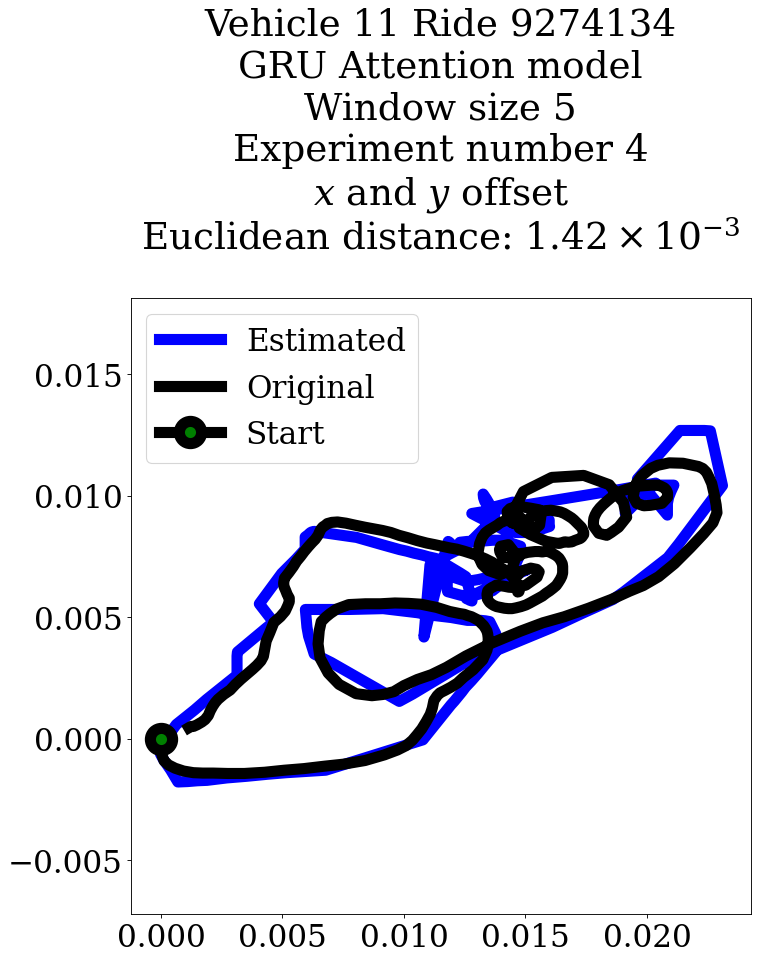 Vehicle 11 Ride 9274134
GRU Attention model
Window size 5
Experiment number 4
x and y offset
Euclidean distance: 1.42 × 10⁻³
Estimated
Original
Start
0.015
0.010
0.005
0.000
−0.005
0.000 0.005 0.010 0.015 0.020